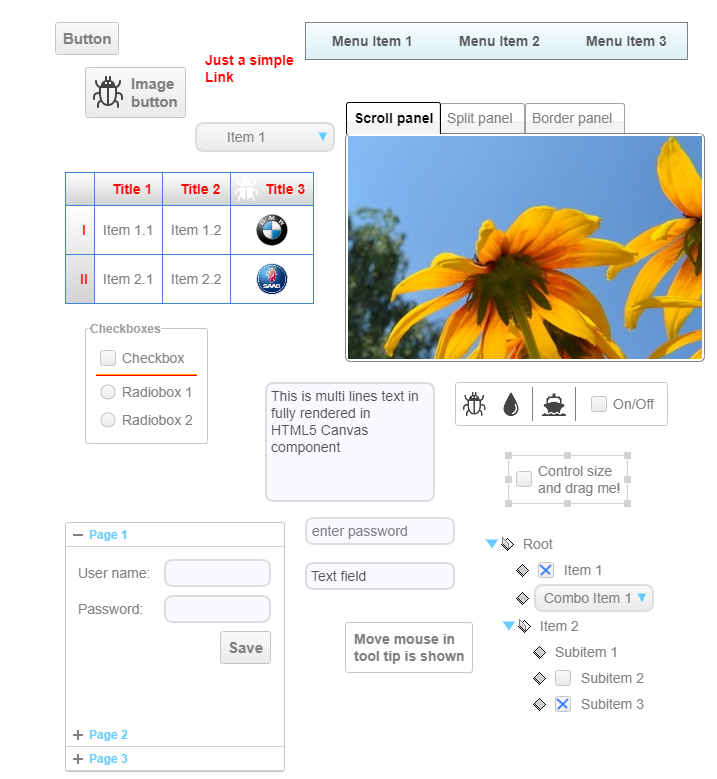 Button
Menu Item 1 Menu Item 2 Menu Item 3
Just a simple
Link
Image
button
Item 1
Scroll panel Split panel Border panel
Title 1 Title 2 Title 3
I Item 1.1 Item 1.2 BMW
II Item 2.1 Item 2.2 SAAB
Checkboxes
Checkbox
Radiobox 1
Radiobox 2
This is multi lines text in
fully rendered in
HTML5 Canvas
component
On/Off
Control size
and drag me!
Page 1
User name:
Password:
Save
Page 2
Page 3
enter password
Text field
Move mouse in
tool tip is shown
Root
Item 1
Combo Item 1
Item 2
Subitem 1
Subitem 2
Subitem 3